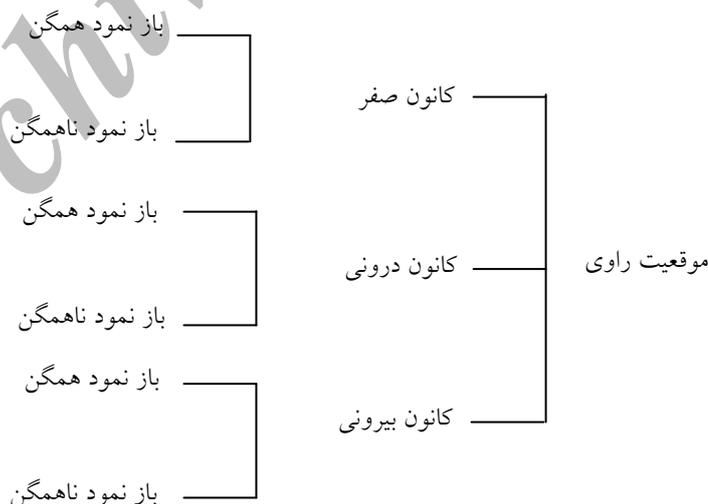 باز نمود همگن
کانون صفر
باز نمود ناهمگن
باز نمود همگن
موقعیت راوی
کانون درونی
باز نمود ناهمگن
باز نمود همگن
کانون بیرونی
باز نمود ناهمگن